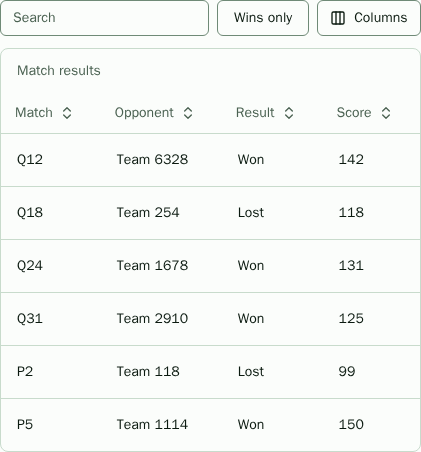 Search Wins only Columns
Match results
Match Opponent Result Score
Q12 Team 6328 Won 142
Q18 Team 254 Lost 118
Q24 Team 1678 Won 131
Q31 Team 2910 Won 125
P2 Team 118 Lost 99
P5 Team 1114 Won 150